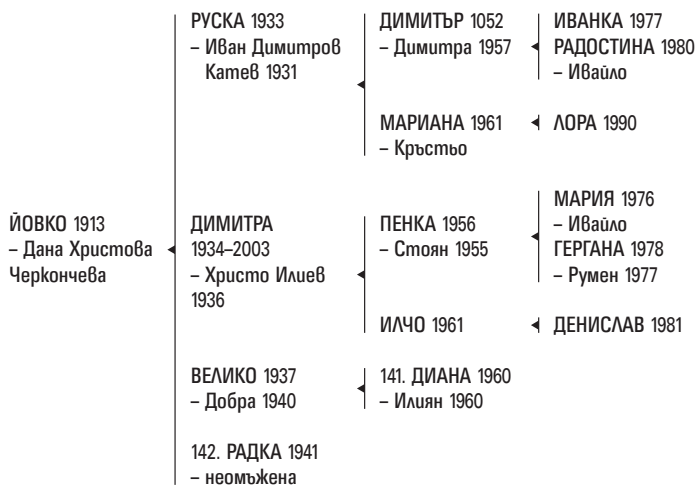 ЙОВКО 1913
– Дана Христова
Черкончева
РУСКА 1933
– Иван Димитров
Катев 1931
ДИМИТЪР 1052
– Димитра 1957
ИВАНКА 1977
РАДОСТИНА 1980
– Ивайло
МАРИАНА 1961
– Кръстьо
ЛОРА 1990
ДИМИТРА
1934–2003
– Христо Илиев
1936
ПЕНКА 1956
– Стоян 1955
МАРИЯ 1976
– Ивайло
ГЕРГАНА 1978
– Румен 1977
ИЛЧО 1961
ДЕНИСЛАВ 1981
ВЕЛИКО 1937
– Добра 1940
141. ДИАНА 1960
– Илиян 1960
142. РАДКА 1941
– неомъжена